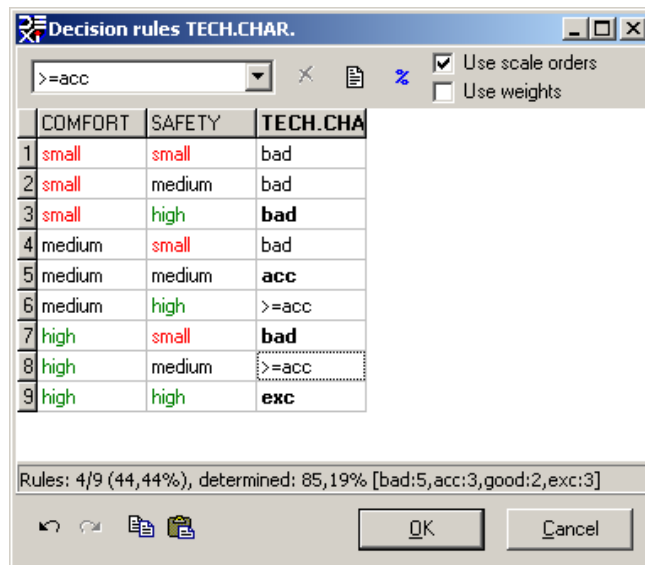 DEXi Decision rules TECH.CHAR.
>=acc % Use scale orders
Use weights
COMFORT SAFETY TECH.CHA
1 small small bad
2 small medium bad
3 small high bad
4 medium small bad
5 medium medium acc
6 medium high >=acc
7 high small bad
8 high medium >=acc
9 high high exc
Rules: 4/9 (44,44%), determined: 85,19% [bad:5,acc:3,good:2,exc:3]
OK Cancel